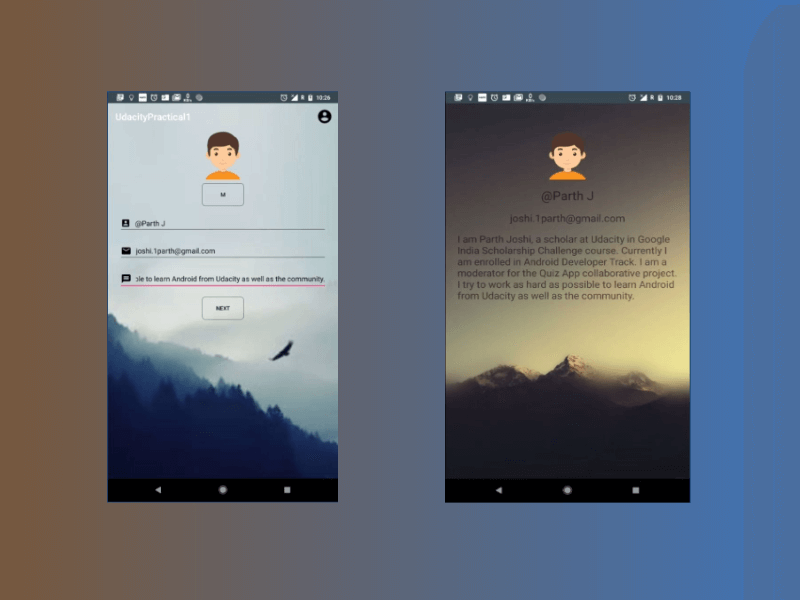 10:26
UdacityPractical1
M
@Parth J
joshi.1parth@gmail.com
ble to learn Android from Udacity as well as the community.
NEXT
10:28
@Parth J
joshi.1parth@gmail.com
I am Parth Joshi, a scholar at Udacity in Google
India Scholarship Challenge course. Currently I
am enrolled in Android Developer Track. I am a
moderator for the Quiz App collaborative project.
I try to work as hard as possible to learn Android
from Udacity as well as the community.